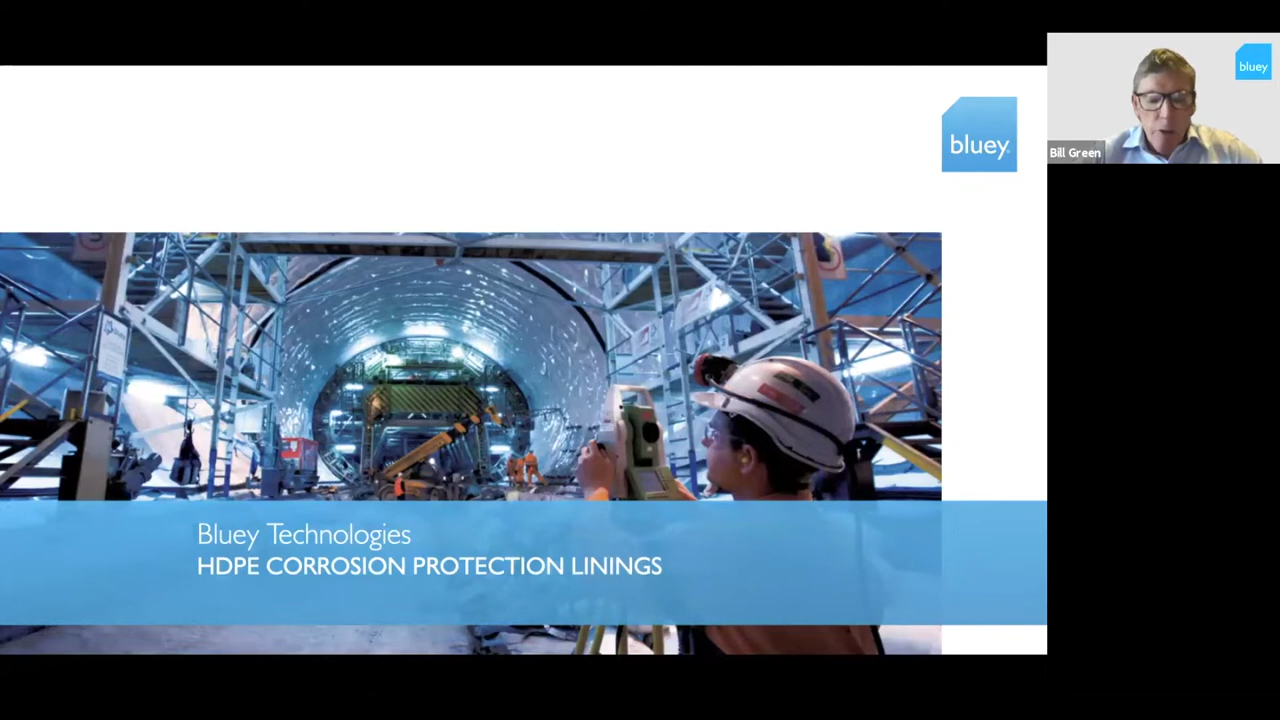 bluey
bluey
Bill Green
Bluey Technologies
HDPE CORROSION PROTECTION LININGS